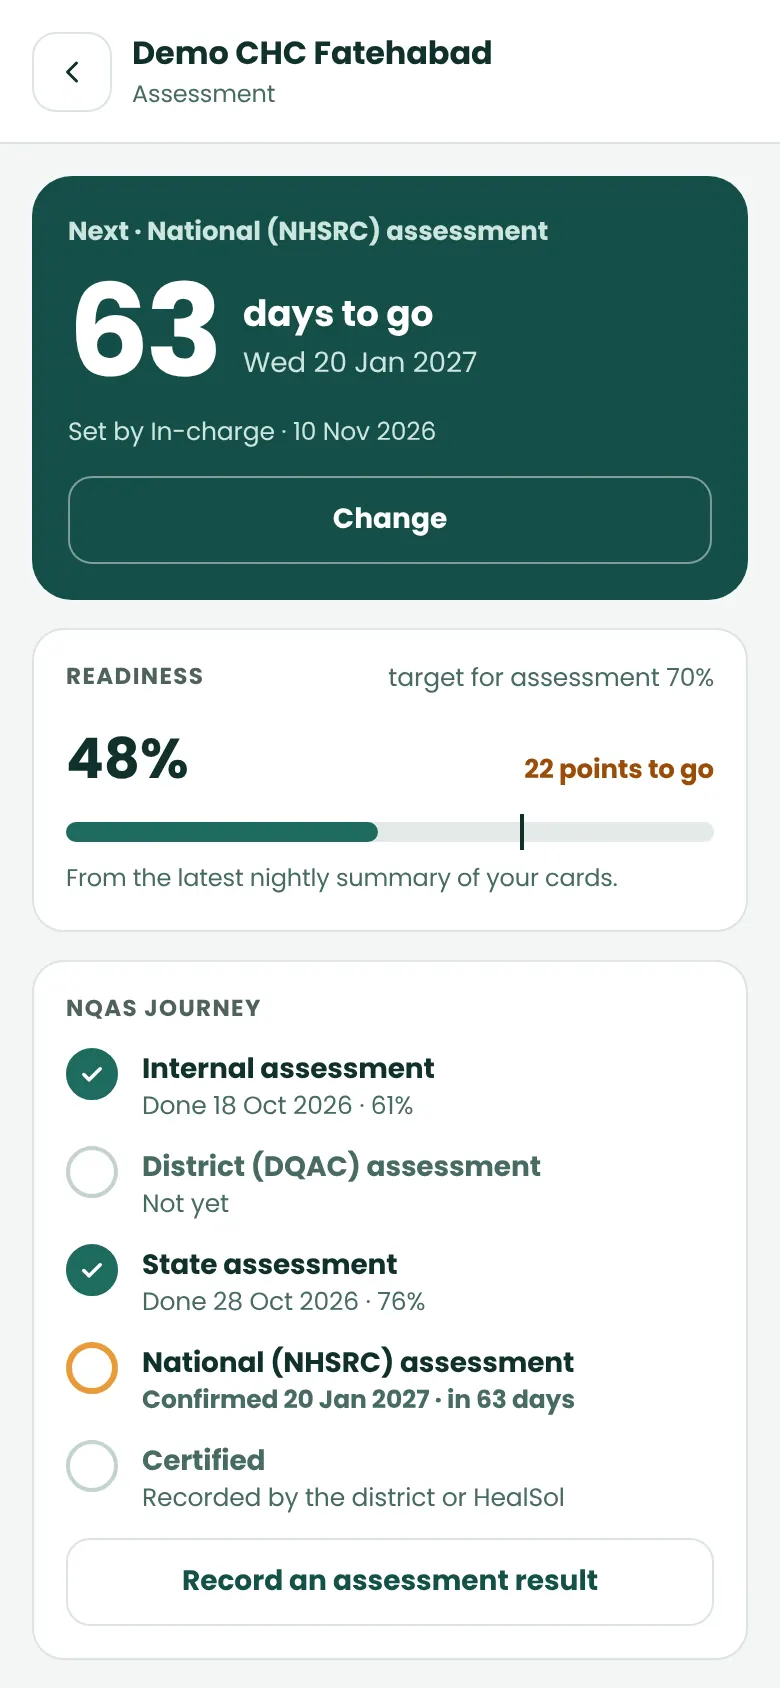 Demo CHC Fatehabad
Assessment
Next · National (NHSRC) assessment
63 days to go
Wed 20 Jan 2027
Set by In-charge · 10 Nov 2026
Change
READINESS
target for assessment 70%
48%
22 points to go
From the latest nightly summary of your cards.
NQAS JOURNEY
Internal assessment
Done 18 Oct 2026 · 61%
District (DQAC) assessment
Not yet
State assessment
Done 28 Oct 2026 · 76%
National (NHSRC) assessment
Confirmed 20 Jan 2027 · in 63 days
Certified
Recorded by the district or HealSol
Record an assessment result